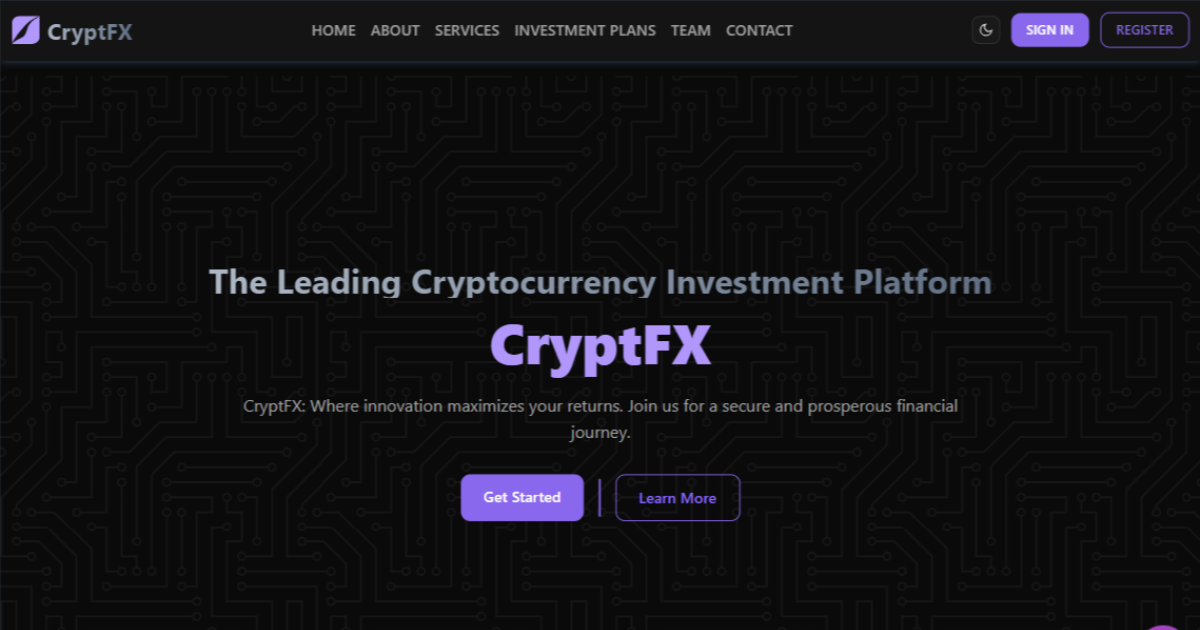 CryptFX
HOME ABOUT SERVICES INVESTMENT PLANS TEAM CONTACT
SIGN IN
REGISTER
The Leading Cryptocurrency Investment Platform
CryptFX
CryptFX: Where innovation maximizes your returns. Join us for a secure and prosperous financial
journey.
Get Started
Learn More